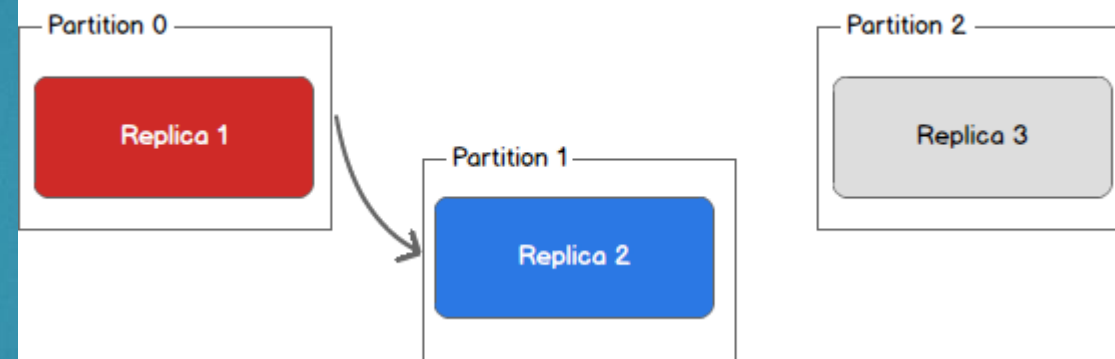 Partition 0
Replica 1
Partition 1
Replica 2
Partition 2
Replica 3